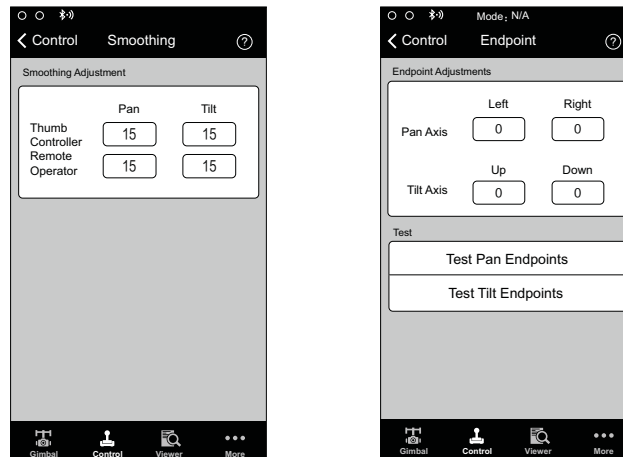 Control Smoothing ?
Smoothing Adjustment
Pan Tilt
Thumb
Controller 15 15
Remote
Operator 15 15
Gimbal Control Viewer More
Mode: N/A
Control Endpoint ?
Endpoint Adjustments
Left Right
Pan Axis 0 0
Up Down
Tilt Axis 0 0
Test
Test Pan Endpoints
Test Tilt Endpoints
Gimbal Control Viewer More